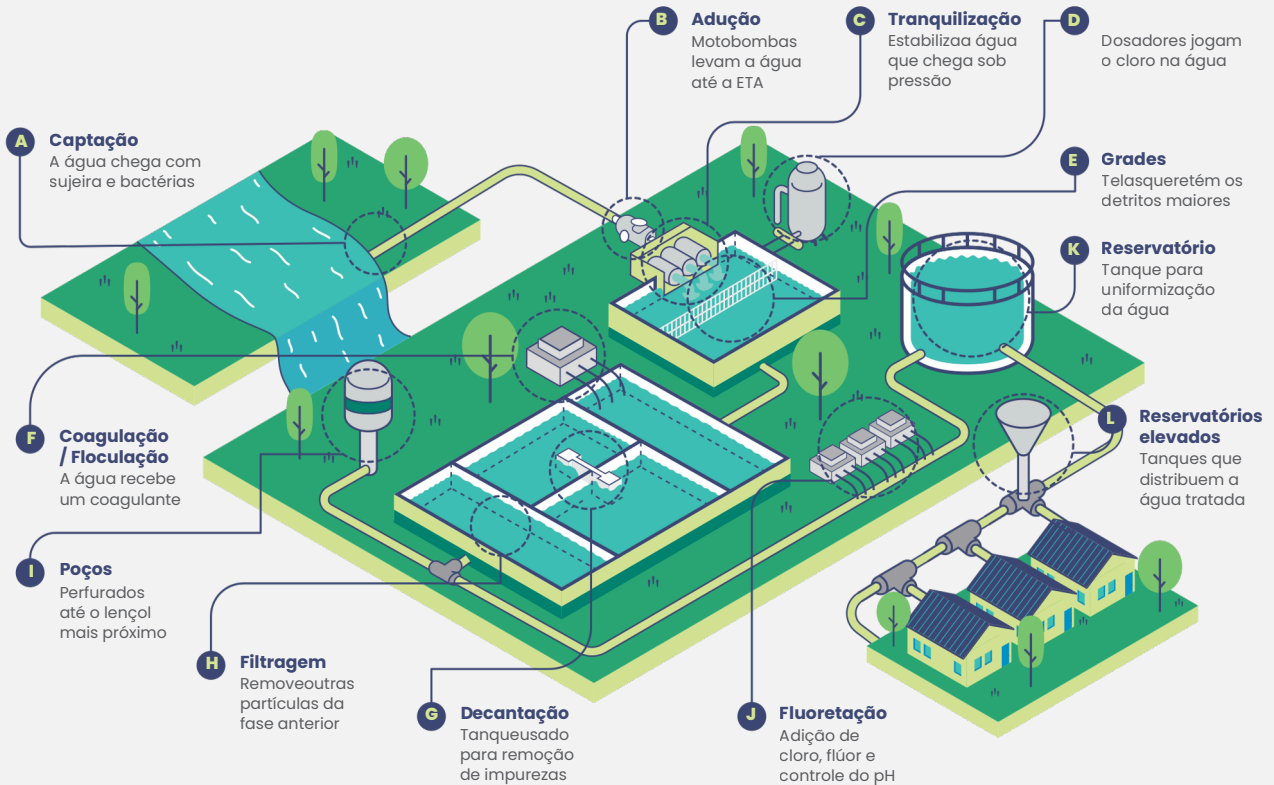 A
Captação
A água chega com
sujeira e bactérias
B
Adução
Motobombas
levam a água
até a ETA
C
Tranquilização
Estabilizaa água
que chega sob
pressão
D
Dosadores jogam
o cloro na água
E
Grades
Telasqueretém os
detritos maiores
K
Reservatório
Tanque para
uniformização
da água
F
Coagulação
/ Floculação
A água recebe
um coagulante
L
Reservatórios
elevados
Tanques que
distribuem a
água tratada
I
Poços
Perfurados
até o lençol
mais próximo
H
Filtragem
Removeoutras
partículas da
fase anterior
G
Decantação
Tanqueusado
para remoção
de impurezas
J
Fluoretação
Adição de
cloro, flúor e
controle do pH